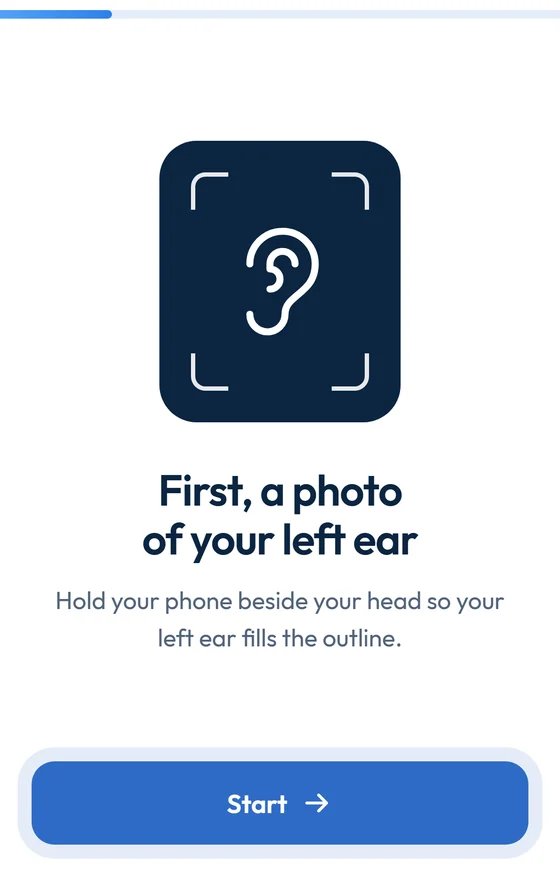 First, a photo
of your left ear
Hold your phone beside your head so your
left ear fills the outline.
Start →